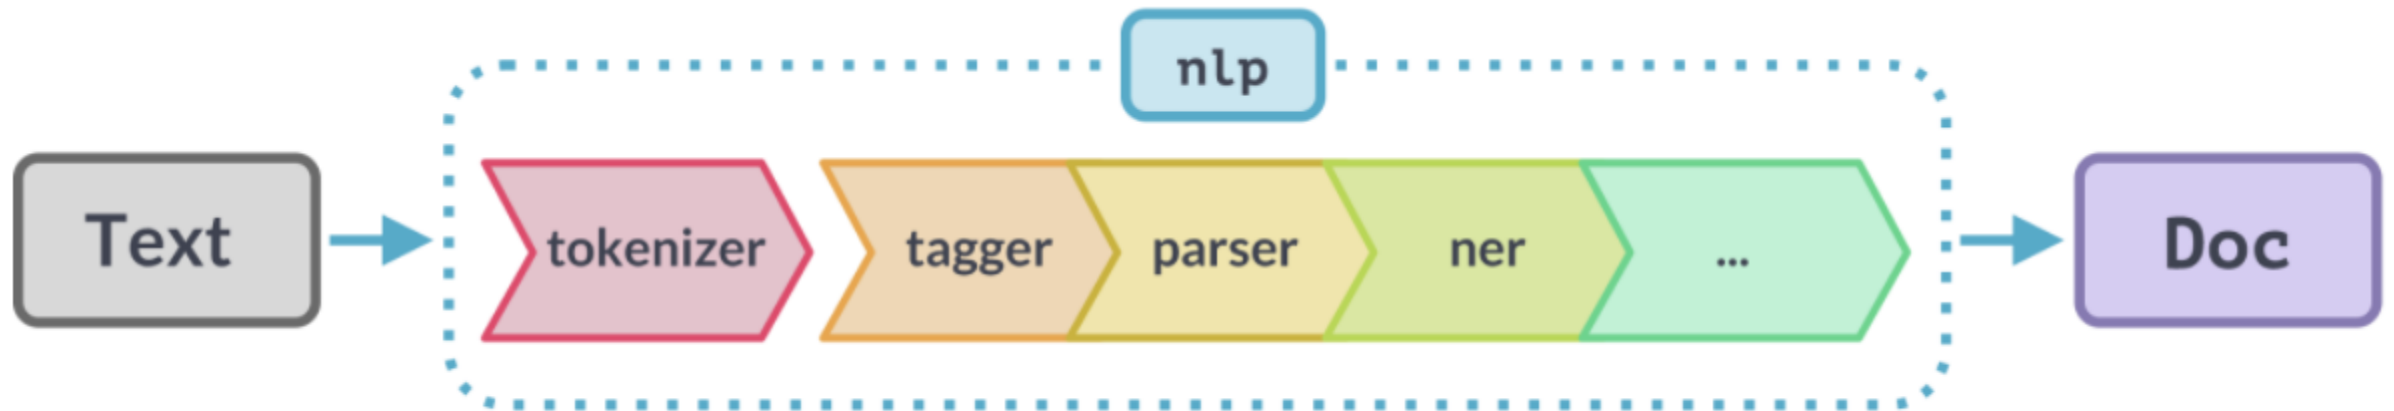 nlp
Text
tokenizer
tagger
parser
ner
...
Doc